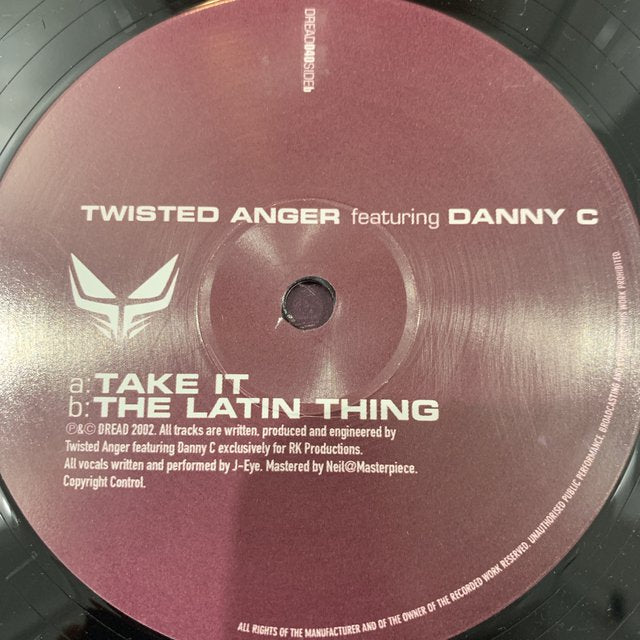 DREAD040SIDEb
TWISTED ANGER featuring DANNY C
a: TAKE IT
b: THE LATIN THING
℗&© DREAD 2002. All tracks are written, produced and engineered by
Twisted Anger featuring Danny C exclusively for RK Productions.
All vocals written and performed by J-Eye. Mastered by Neil@Masterpiece.
Copyright Control.
ALL RIGHTS OF THE MANUFACTURER AND OF THE OWNER OF THE RECORDED WORK RESERVED. UNAUTHORISED PUBLIC PERFORMANCE, BROADCASTING WORK PROHIBITED.